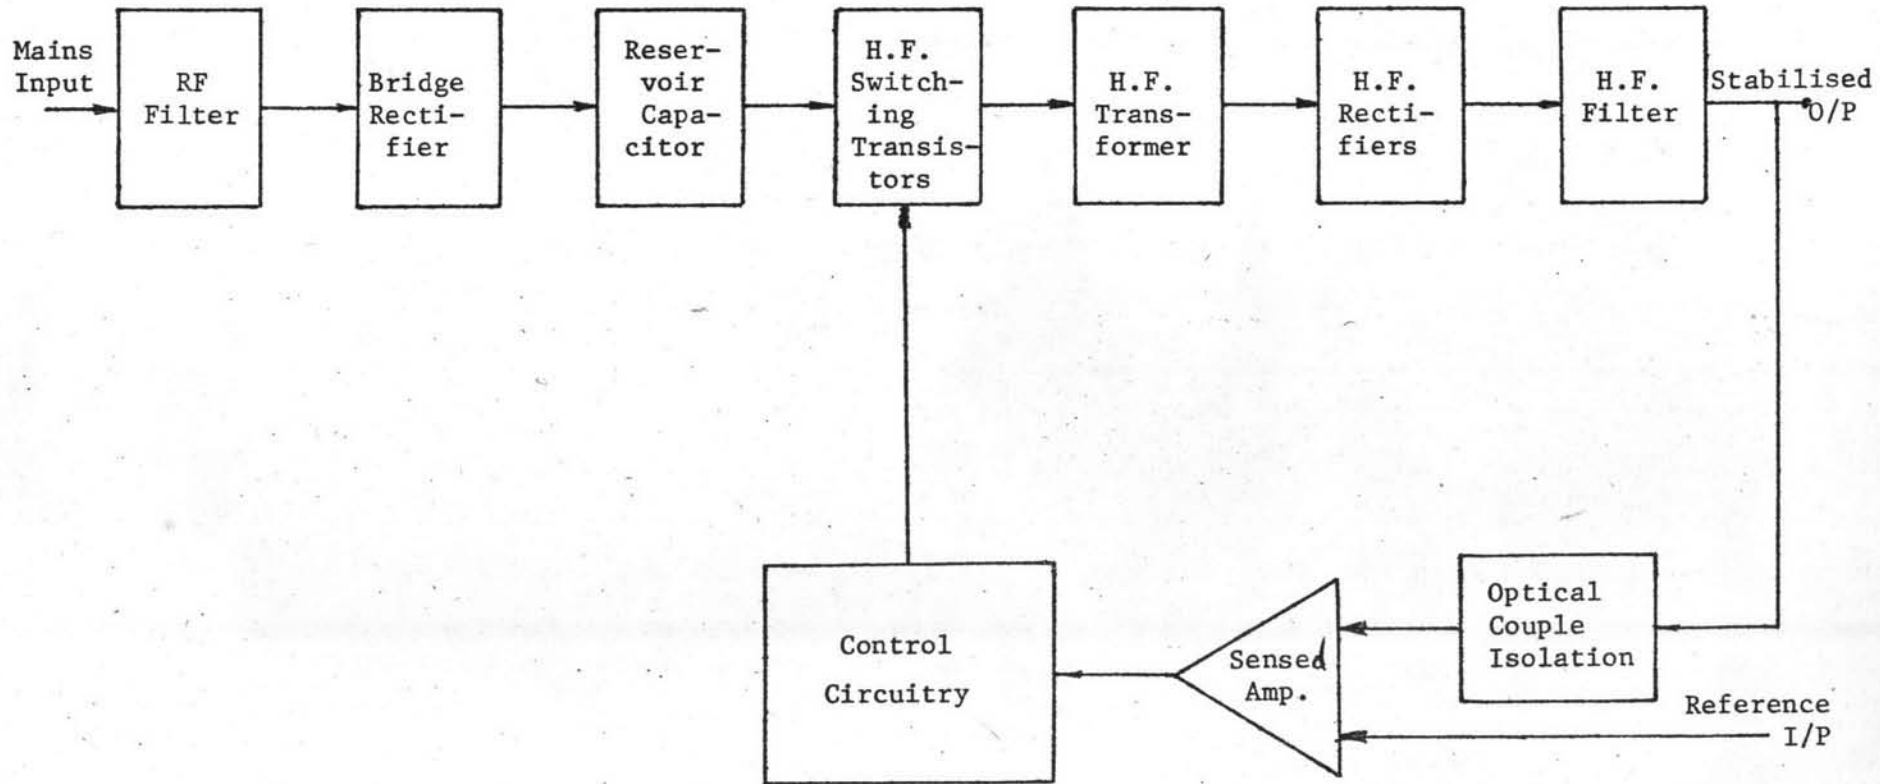 Mains
Input
RF
Filter
Bridge
Recti-
fier
Reser-
voir
Capa-
citor
H.F.
Switch-
ing
Transis-
tors
H.F.
Trans-
former
H.F.
Recti-
fiers
H.F.
Filter
Stabilised
O/P
Control
Circuitry
Sensed
Amp.
Optical
Couple
Isolation
Reference
I/P